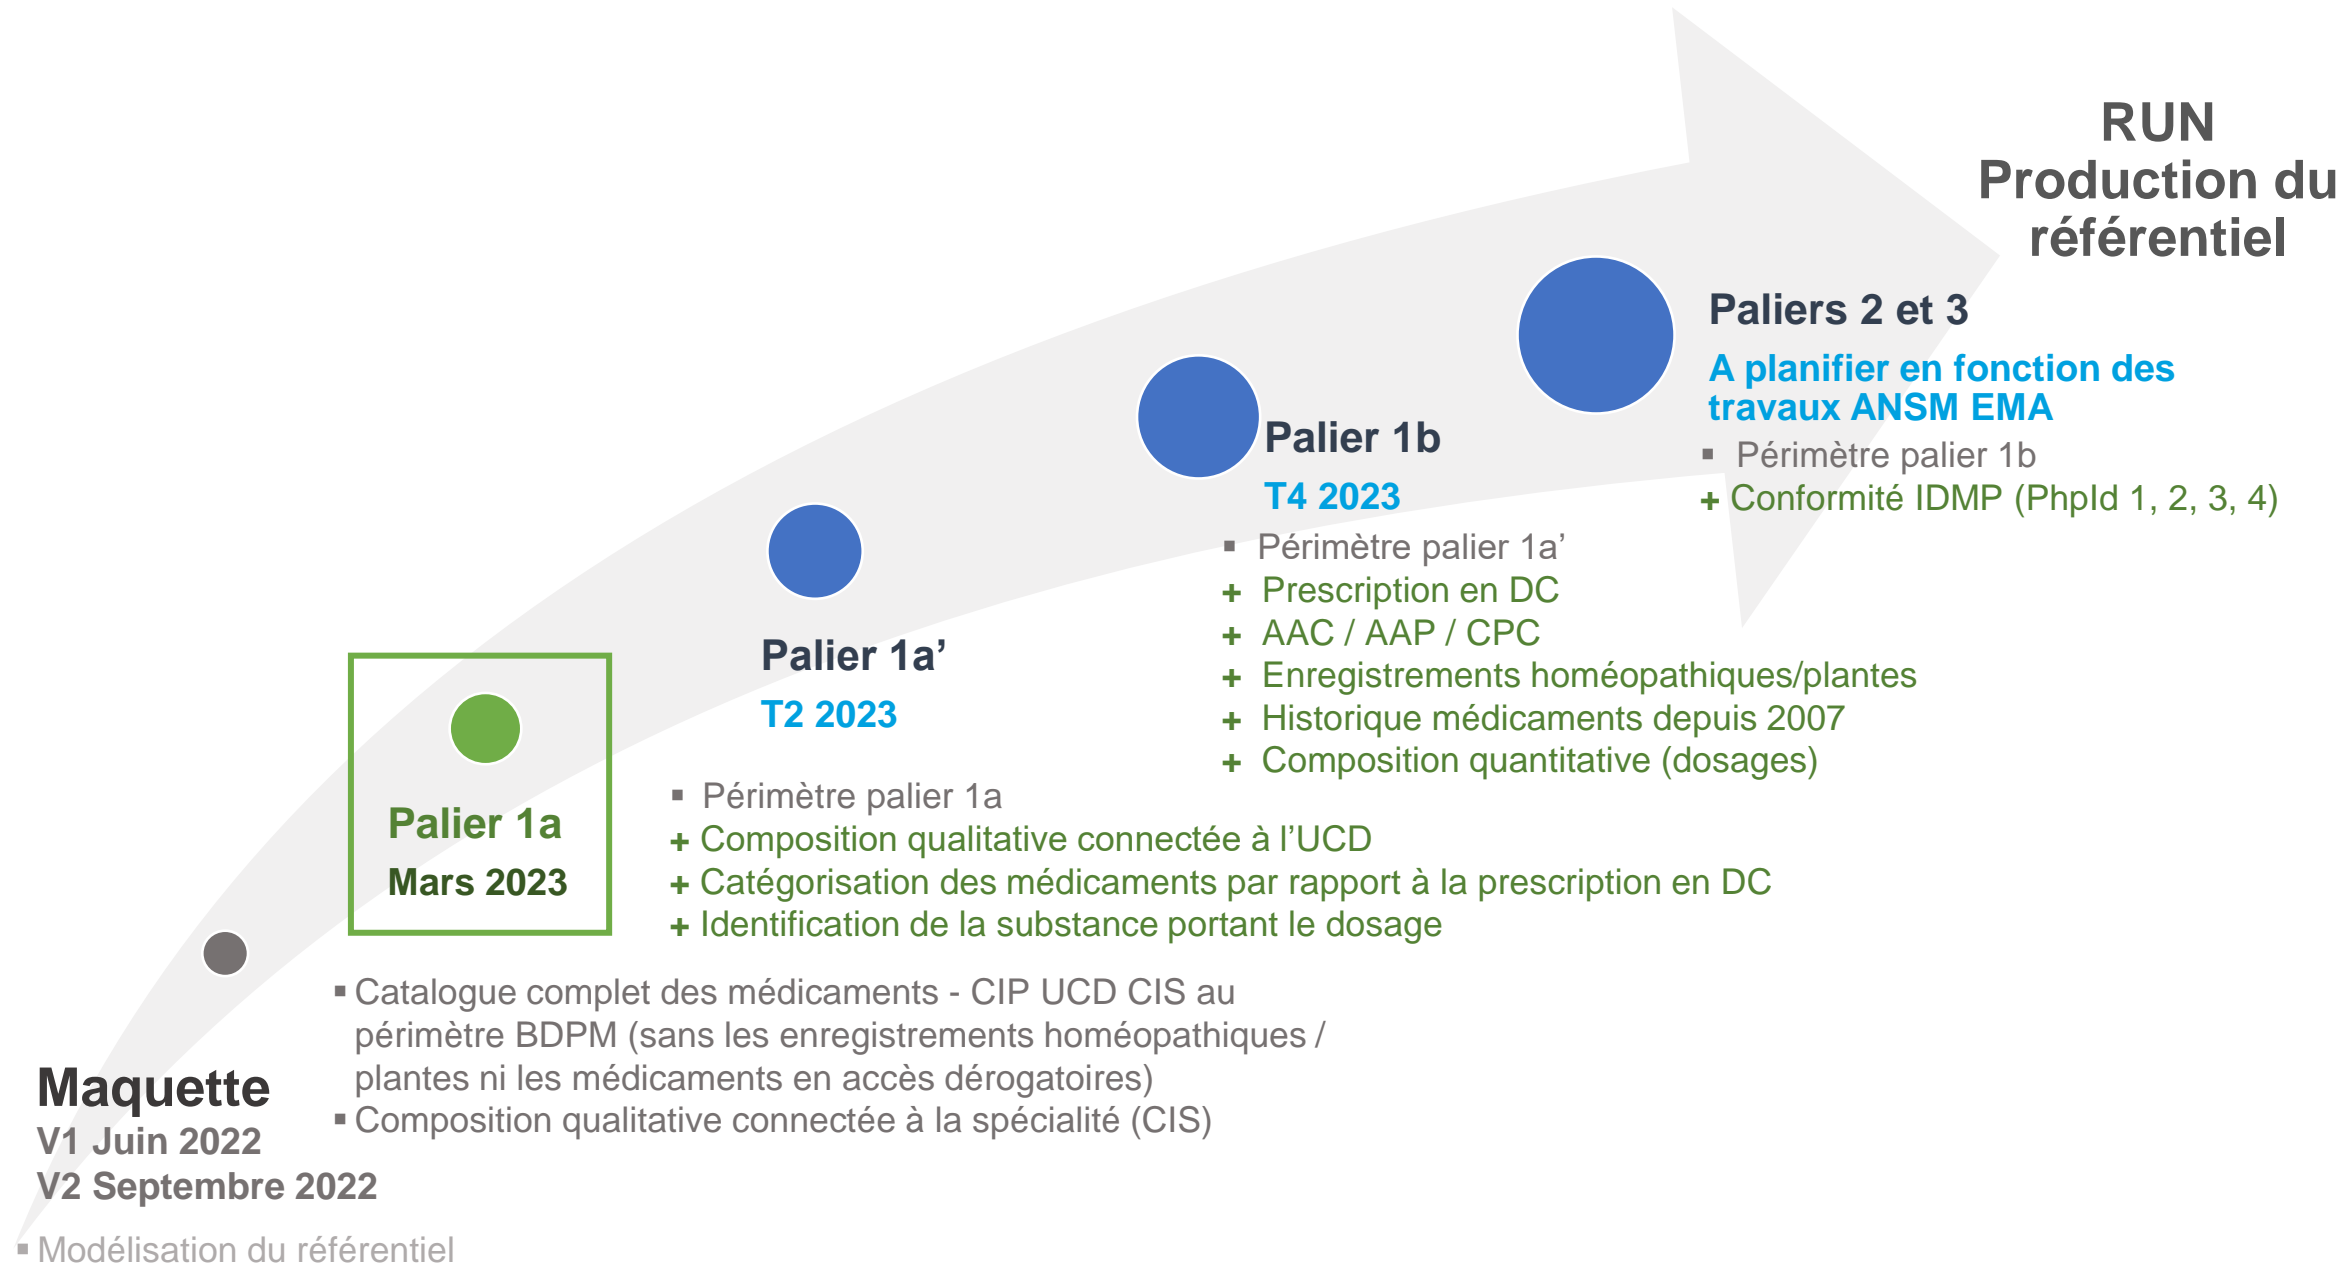 RUN
Production du
référentiel
Paliers 2 et 3
A planifier en fonction des
travaux ANSM EMA
▪ Périmètre palier 1b
+ Conformité IDMP (PhpId 1, 2, 3, 4)
Palier 1b
T4 2023
▪ Périmètre palier 1a’
+ Prescription en DC
+ AAC / AAP / CPC
+ Enregistrements homéopathiques/plantes
+ Historique médicaments depuis 2007
+ Composition quantitative (dosages)
Palier 1a’
T2 2023
▪ Périmètre palier 1a
+ Composition qualitative connectée à l’UCD
+ Catégorisation des médicaments par rapport à la prescription en DC
+ Identification de la substance portant le dosage
Palier 1a
Mars 2023
▪ Catalogue complet des médicaments - CIP UCD CIS au
périmètre BDPM (sans les enregistrements homéopathiques /
plantes ni les médicaments en accès dérogatoires)
▪ Composition qualitative connectée à la spécialité (CIS)
Maquette
V1 Juin 2022
V2 Septembre 2022
▪ Modélisation du référentiel